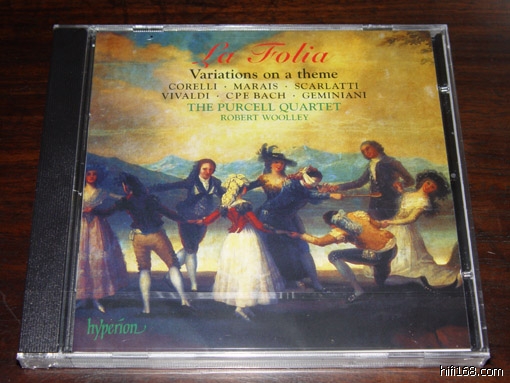 La Folia
Variations on a theme
CORELLI · MARAIS · SCARLATTI
VIVALDI · CPE BACH · GEMINIANI
THE PURCELL QUARTET
ROBERT WOOLLEY
hyperion
hifi168.com